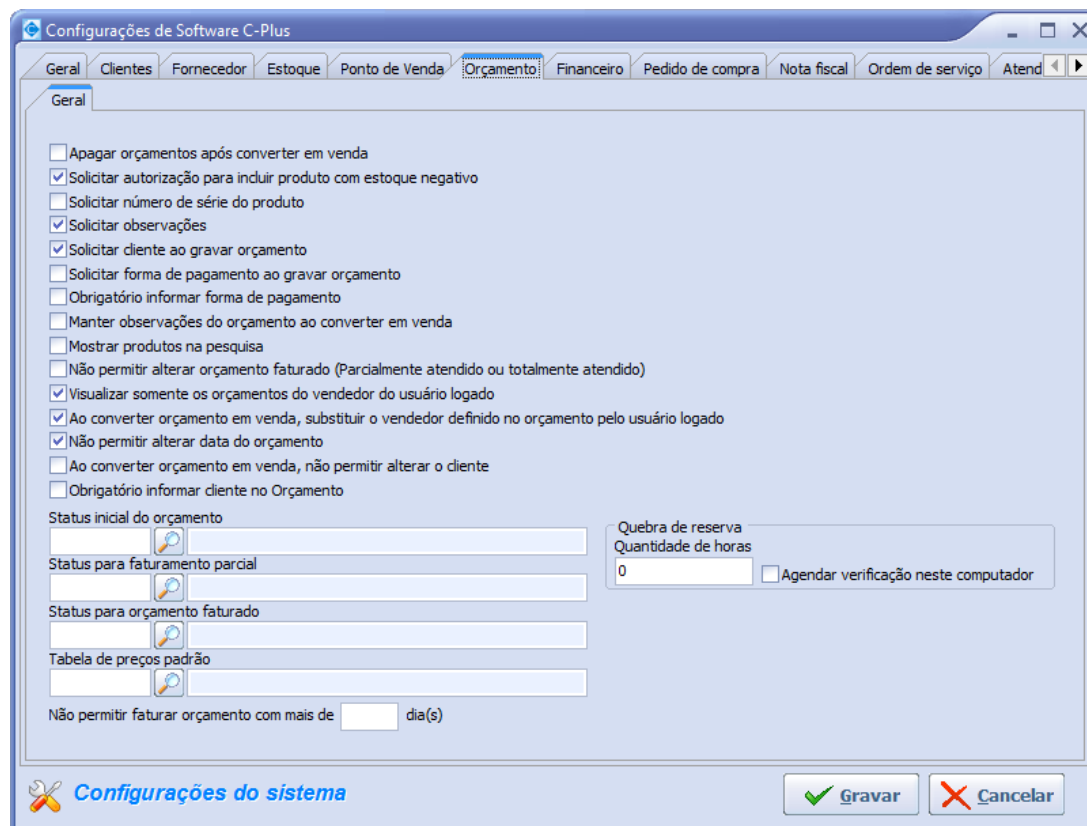 Configurações de Software C-Plus
Geral Clientes Fornecedor Estoque Ponto de Venda Orçamento Financeiro Pedido de compra Nota fiscal Ordem de serviço Atend
Geral
Apagar orçamentos após converter em venda
Solicitar autorização para incluir produto com estoque negativo
Solicitar número de série do produto
Solicitar observações
Solicitar cliente ao gravar orçamento
Solicitar forma de pagamento ao gravar orçamento
Obrigatório informar forma de pagamento
Manter observações do orçamento ao converter em venda
Mostrar produtos na pesquisa
Não permitir alterar orçamento faturado (Parcialmente atendido ou totalmente atendido)
Visualizar somente os orçamentos do vendedor do usuário logado
Ao converter orçamento em venda, substituir o vendedor definido no orçamento pelo usuário logado
Não permitir alterar data do orçamento
Ao converter orçamento em venda, não permitir alterar o cliente
Obrigatório informar cliente no Orçamento
Status inicial do orçamento
Status para faturamento parcial
Status para orçamento faturado
Tabela de preços padrão
Não permitir faturar orçamento com mais de dia(s)
Quebra de reserva
Quantidade de horas
0 Agendar verificação neste computador
Configurações do sistema
Gravar Cancelar